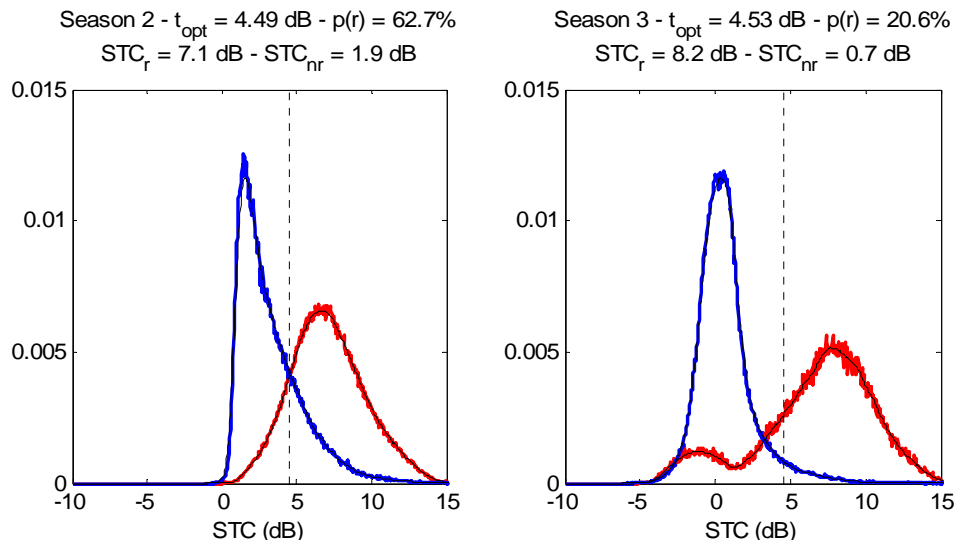 Season 2 - t_opt = 4.49 dB - p(r) = 62.7%
STC_r = 7.1 dB - STC_nr = 1.9 dB
0.015
0.01
0.005
0
-10 -5 0 5 10 15
STC (dB)
Season 3 - t_opt = 4.53 dB - p(r) = 20.6%
STC_r = 8.2 dB - STC_nr = 0.7 dB
0.015
0.01
0.005
0
-10 -5 0 5 10 15
STC (dB)